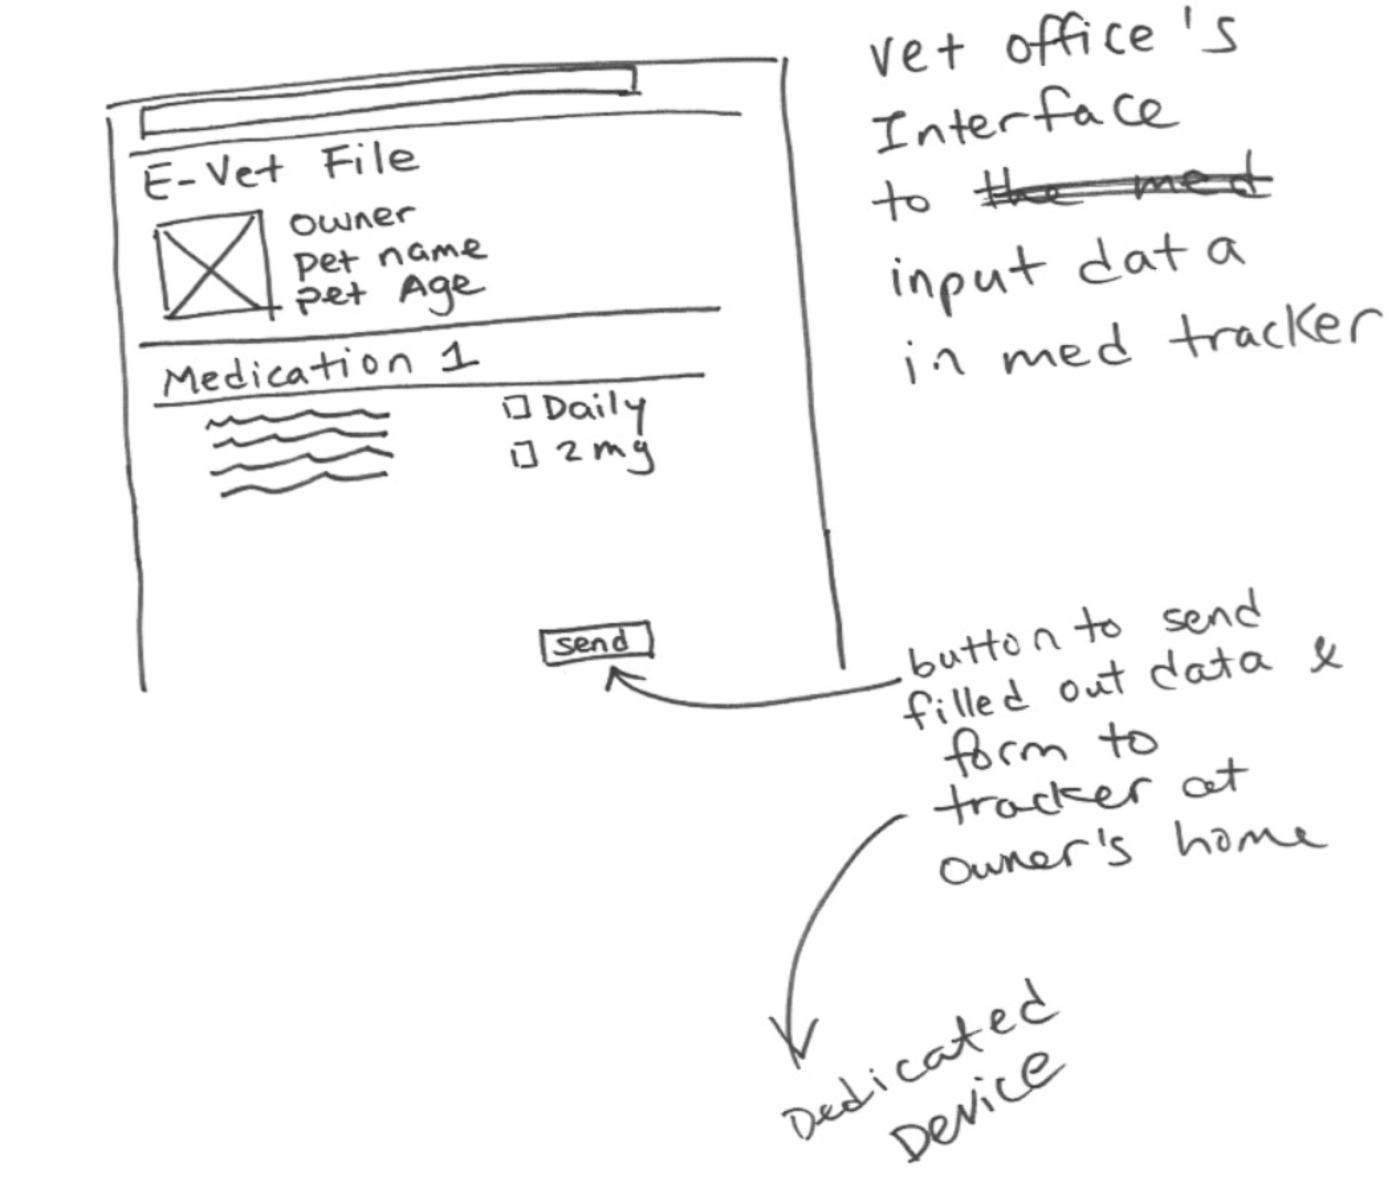 E-Vet File
owner
pet name
pet Age
Medication 1
Daily
2mg
send
vet office's
Interface
to the med
input data
in med tracker
button to send
filled out data &
form to
tracker at
owner's home
Dedicated
Device